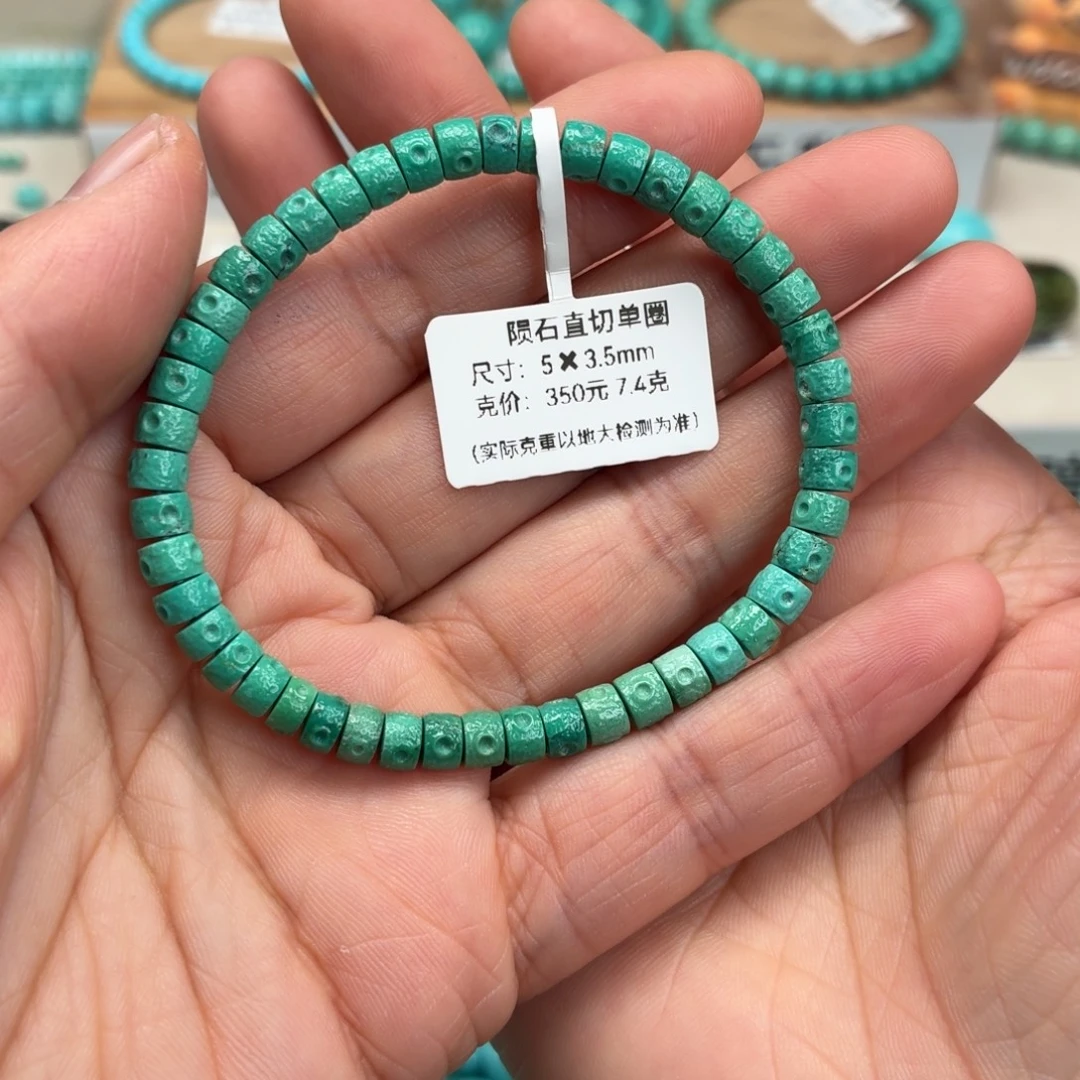 陨石直切单圈
尺寸：5✖3.5mm
克价：350元 7.4克
(实际克重以地大检测为准)